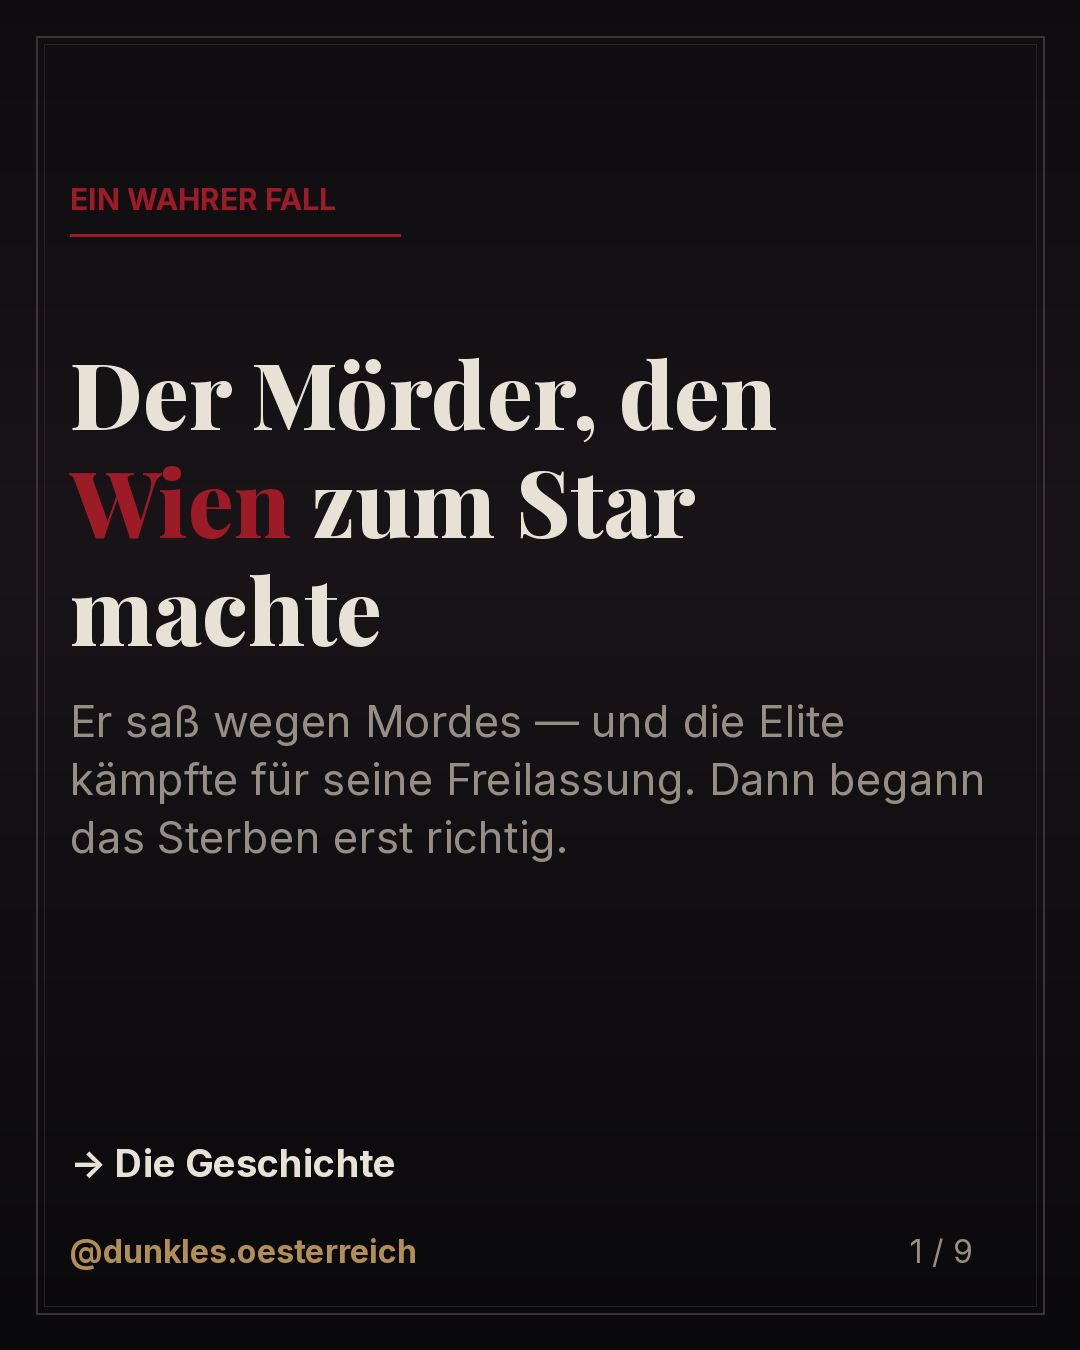 EIN WAHRER FALL
Der Mörder, den
Wien zum Star
machte
Er saß wegen Mordes — und die Elite
kämpfte für seine Freilassung. Dann begann
das Sterben erst richtig.
→ Die Geschichte
@dunkles.oesterreich
1 / 9